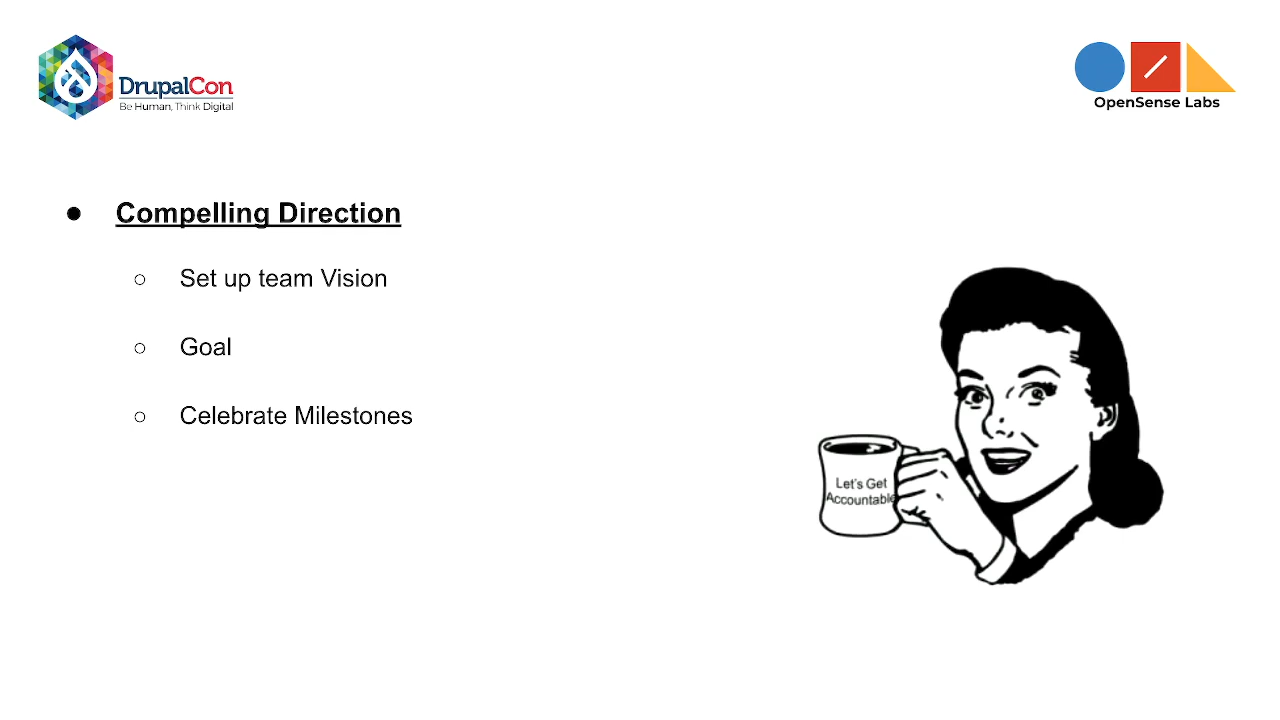 DrupalCon
Be Human, Think Digital
OpenSense Labs
● Compelling Direction
○ Set up team Vision
○ Goal
○ Celebrate Milestones
Let's Get
Accountable